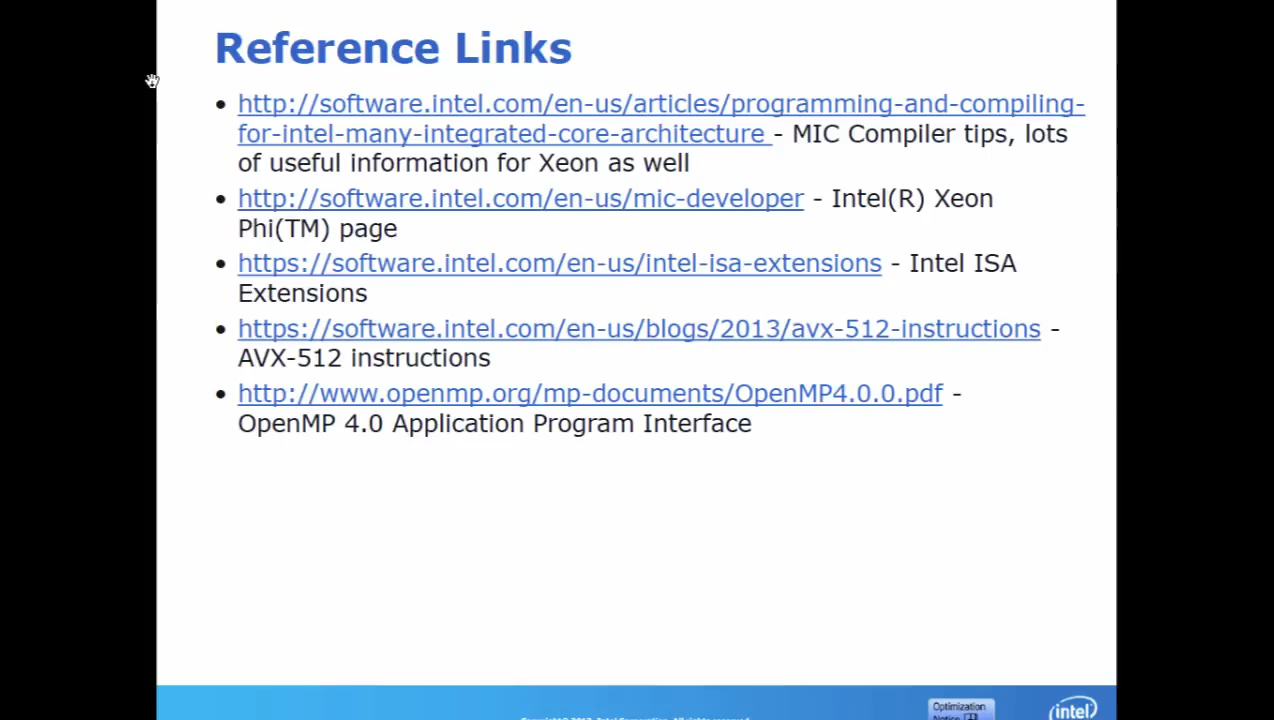 Reference Links
• http://software.intel.com/en-us/articles/programming-and-compiling-
for-intel-many-integrated-core-architecture - MIC Compiler tips, lots
of useful information for Xeon as well
• http://software.intel.com/en-us/mic-developer - Intel(R) Xeon
Phi(TM) page
• https://software.intel.com/en-us/intel-isa-extensions - Intel ISA
Extensions
• https://software.intel.com/en-us/blogs/2013/avx-512-instructions -
AVX-512 instructions
• http://www.openmp.org/mp-documents/OpenMP4.0.0.pdf -
OpenMP 4.0 Application Program Interface
Optimization
Notice
intel